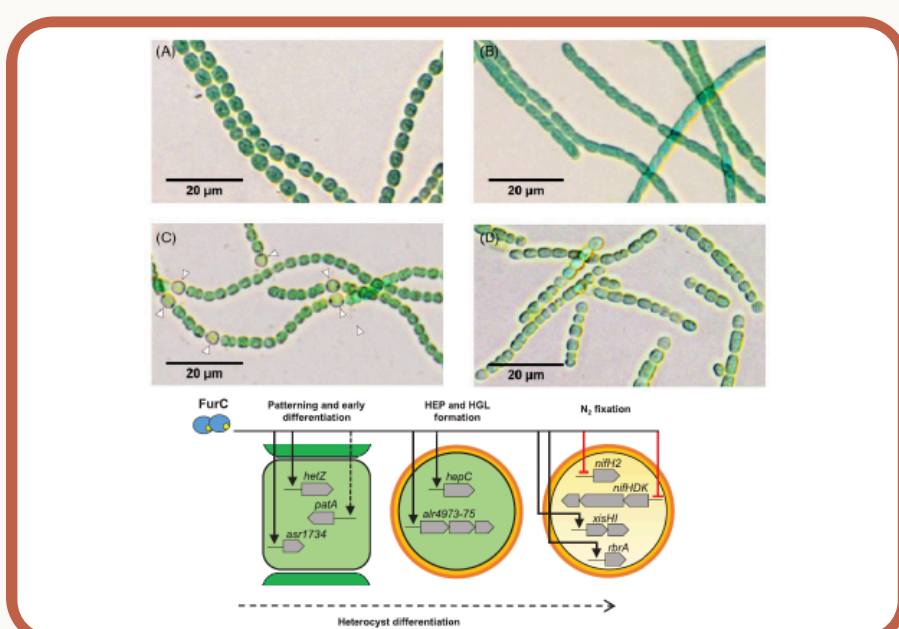 (A)
(B)
20 µm
20 µm
(C)
(D)
20 µm
20 µm
FurC
Patterning and early
differentiation
HEP and HGL
formation
N₂ fixation
hetZ
patA
asr1734
hepC
alr4973-75
nifH2
nifHDK
xisHI
rbrA
Heterocyst differentiation